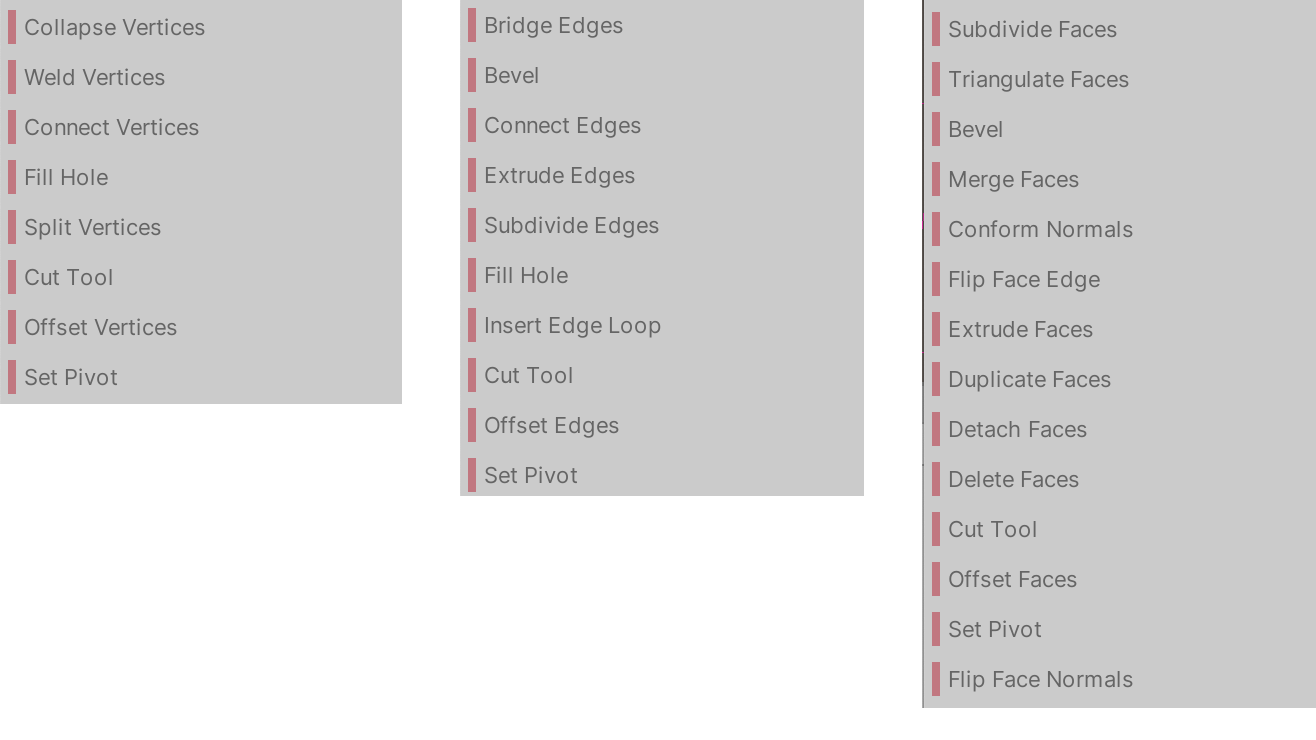 Collapse Vertices
Weld Vertices
Connect Vertices
Fill Hole
Split Vertices
Cut Tool
Offset Vertices
Set Pivot
Bridge Edges
Bevel
Connect Edges
Extrude Edges
Subdivide Edges
Fill Hole
Insert Edge Loop
Cut Tool
Offset Edges
Set Pivot
Subdivide Faces
Triangulate Faces
Bevel
Merge Faces
Conform Normals
Flip Face Edge
Extrude Faces
Duplicate Faces
Detach Faces
Delete Faces
Cut Tool
Offset Faces
Set Pivot
Flip Face Normals